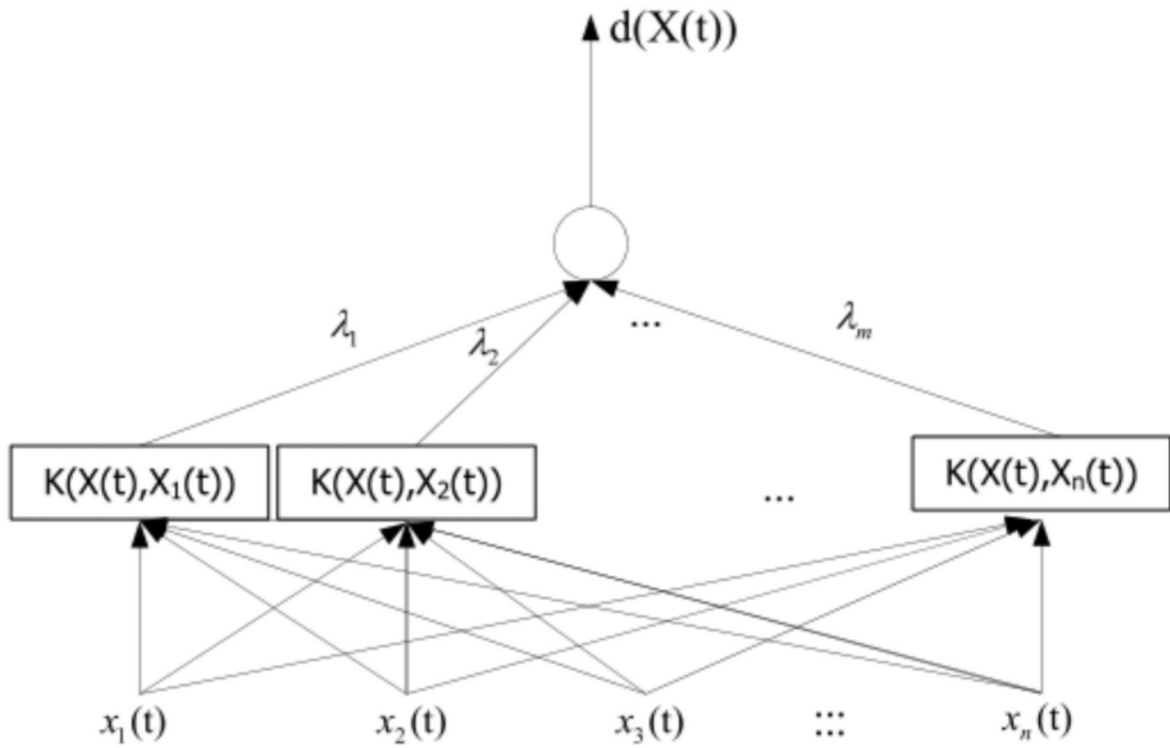 d(X(t))
λ₁ λ₂ ... λₘ
K(X(t),X₁(t)) K(X(t),X₂(t)) ... K(X(t),Xₙ(t))
x₁(t) x₂(t) x₃(t) ... xₙ(t)